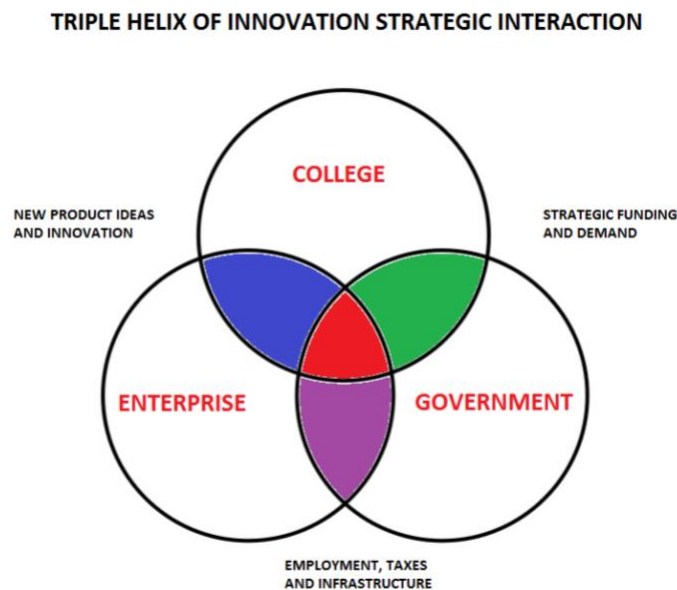 TRIPLE HELIX OF INNOVATION STRATEGIC INTERACTION
COLLEGE
NEW PRODUCT IDEAS
AND INNOVATION
STRATEGIC FUNDING
AND DEMAND
ENTERPRISE
GOVERNMENT
EMPLOYMENT, TAXES
AND INFRASTRUCTURE